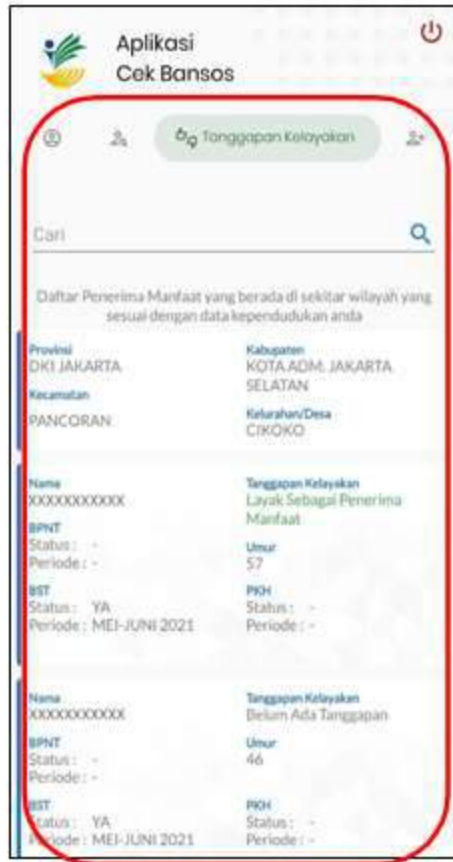 Aplikasi
Cek Bansos
Tanggapan Kelayakan
Cari
Daftar Penerima Manfaat yang berada di sekitar wilayah yang
sesuai dengan data kependudukan anda
Provinsi
DKI JAKARTA
Kabupaten
KOTA ADM. JAKARTA
SELATAN
Kecamatan
PANCORAN
Kelurahan/Desa
CIKOKO
Nama
XXXXXXXXXXX
Tanggapan Kelayakan
Layak Sebagai Penerima
Manfaat
BPNT
Status : -
Periode : -
Umur
57
BST
Status : YA
Periode : MEI-JUNI 2021
PKH
Status : -
Periode : -
Nama
XXXXXXXXXXX
Tanggapan Kelayakan
Belum Ada Tanggapan
BPNT
Status : -
Periode : -
Umur
46
BST
Status : YA
Periode : MEI-JUNI 2021
PKH
Status : -
Periode : -